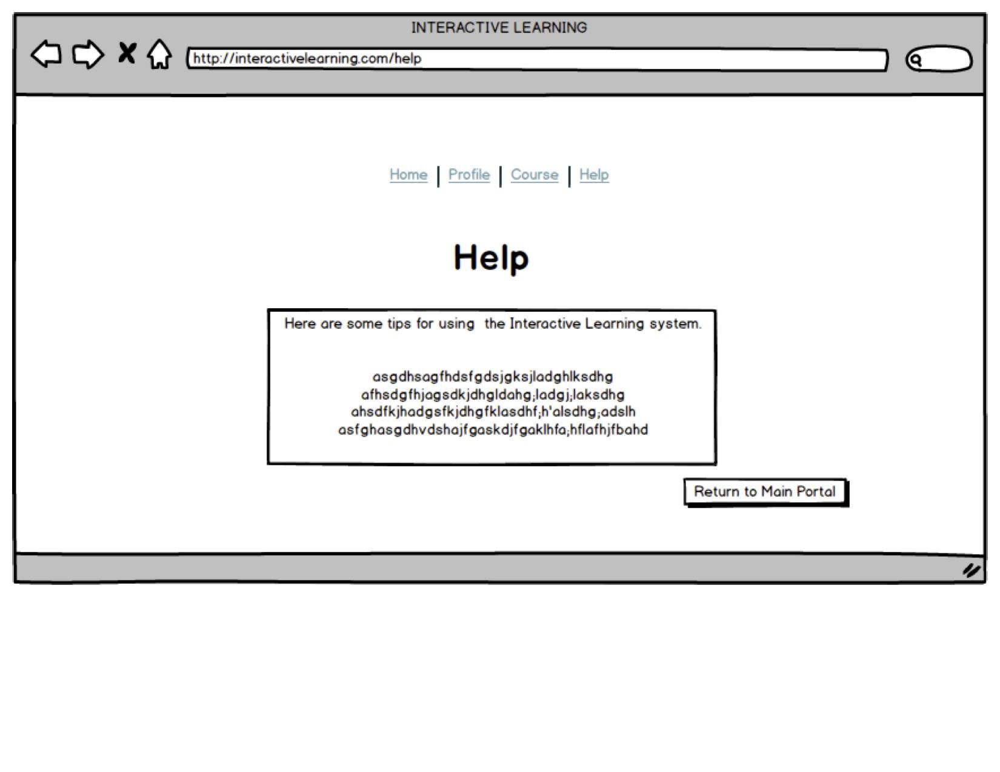 INTERACTIVE LEARNING
http://interactivelearning.com/help
Home | Profile | Course | Help
Help
Here are some tips for using  the Interactive Learning system.
asgdhsagfhdsfgdsjgksjladghlksdhg
afhsdgfhjagsdkjdhgldahg;ladgj;laksdhg
ahsdfkjhadgsfkjdhgfklasdhf;h'alsdhg;adslh
asfghasgdhvdshajfgaskdjfgaklhfa;hflafhjfbahd
Return to Main Portal